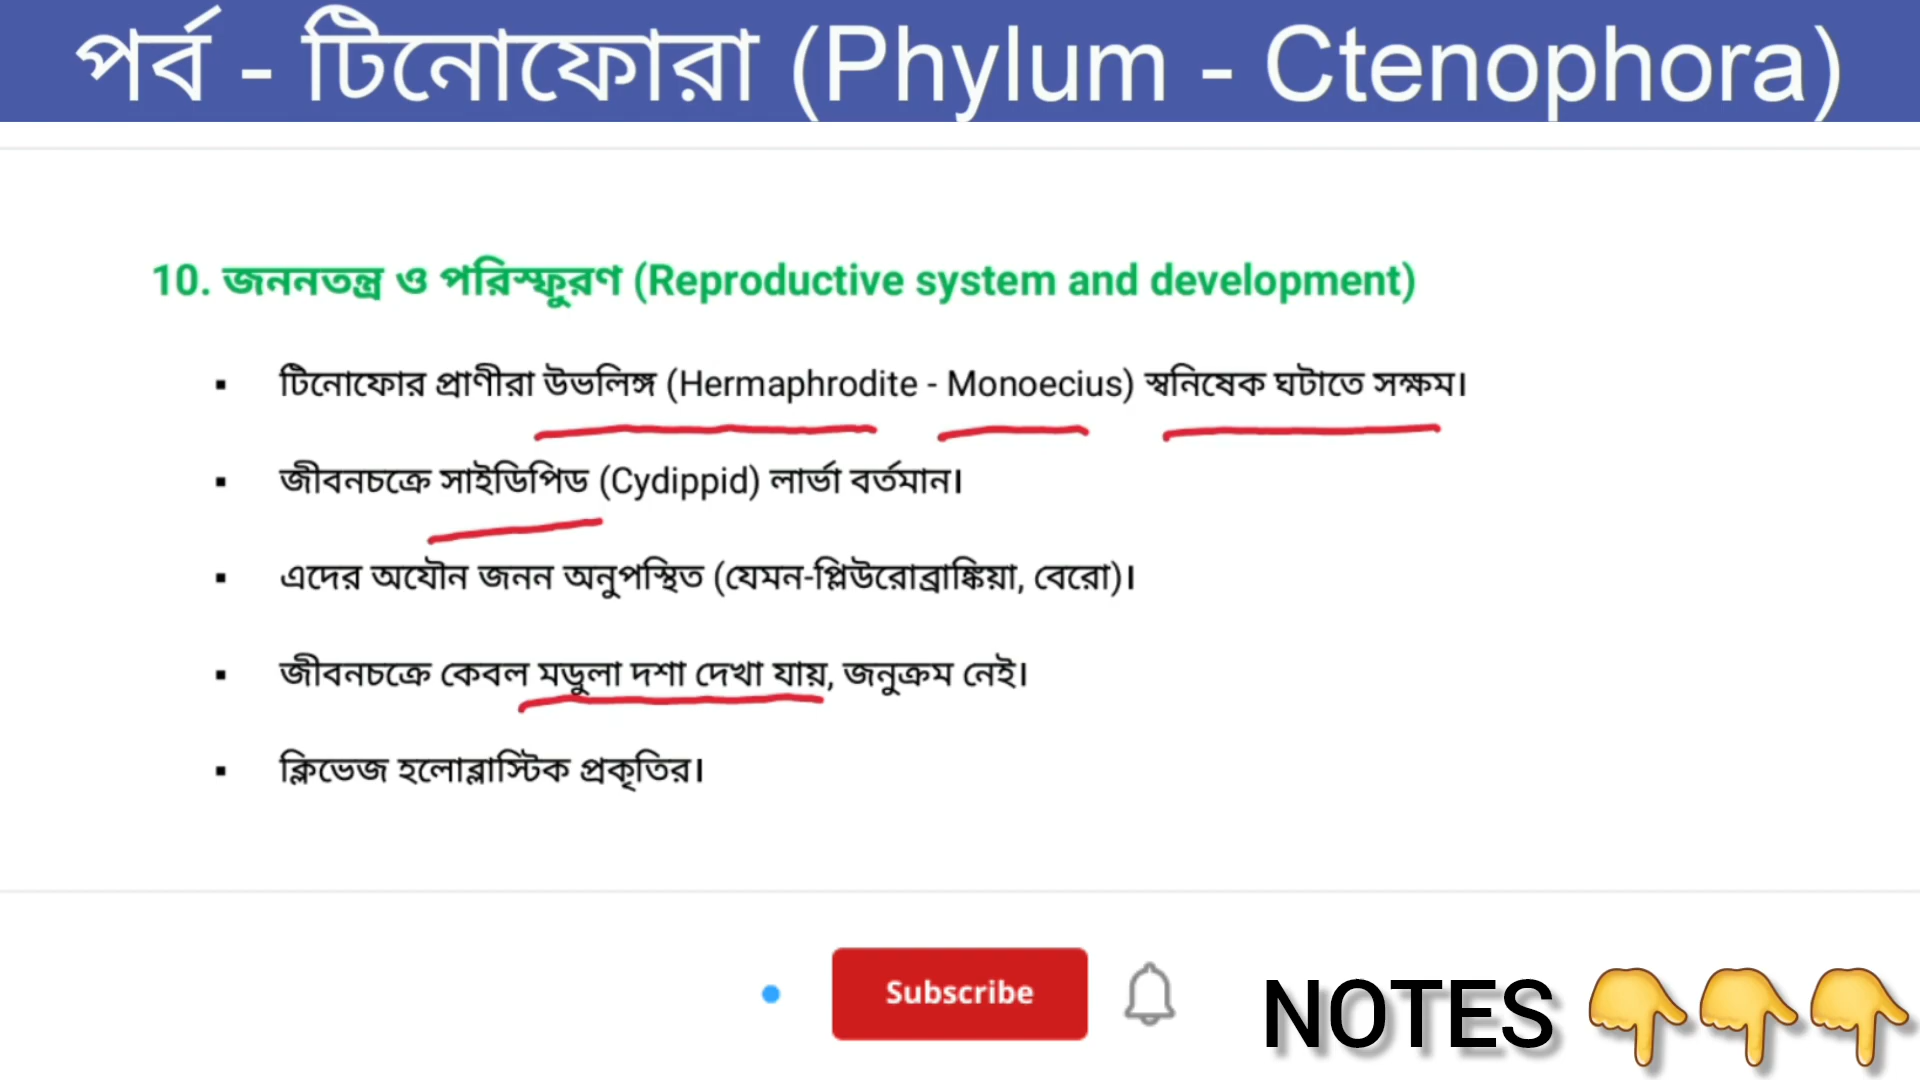 পর্ব - টিনোফোরা (Phylum - Ctenophora)
10. জননতন্ত্র ও পরিস্ফুরণ (Reproductive system and development)
▪ টিনোফোর প্রাণীরা উভলিঙ্গ (Hermaphrodite - Monoecius) স্বনিষেক ঘটাতে সক্ষম।
▪ জীবনচক্রে সাইডিপিড (Cydippid) লার্ভা বর্তমান।
▪ এদের অযৌন জনন অনুপস্থিত (যেমন-প্লিউরোব্রাঙ্কিয়া, বেরো)।
▪ জীবনচক্রে কেবল মড্যুলা দশা দেখা যায়, জনুক্রম নেই।
▪ ক্লিভেজ হলোব্লাস্টিক প্রকৃতির।
Subscribe
NOTES 👇👇👇